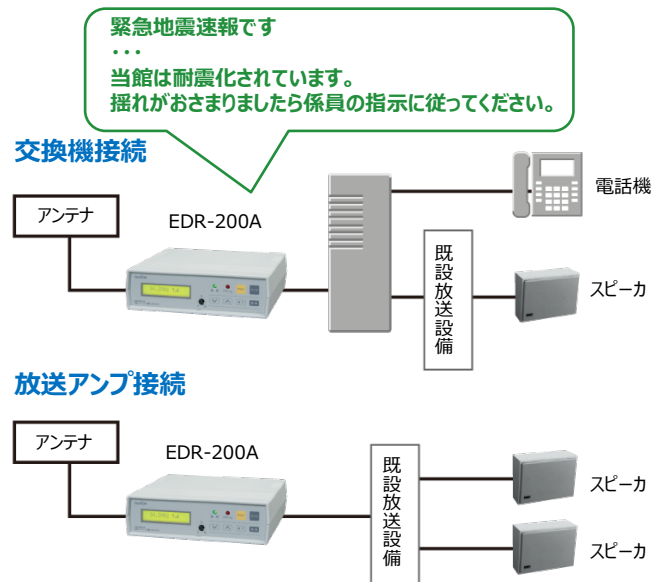 緊急地震速報です
・・・
当館は耐震化されています。
揺れがおさまりましたら係員の指示に従ってください。
交換機接続
アンテナ
EDR-200A
電話機
既設放送設備
スピーカ
放送アンプ接続
アンテナ
EDR-200A
既設放送設備
スピーカ
スピーカ